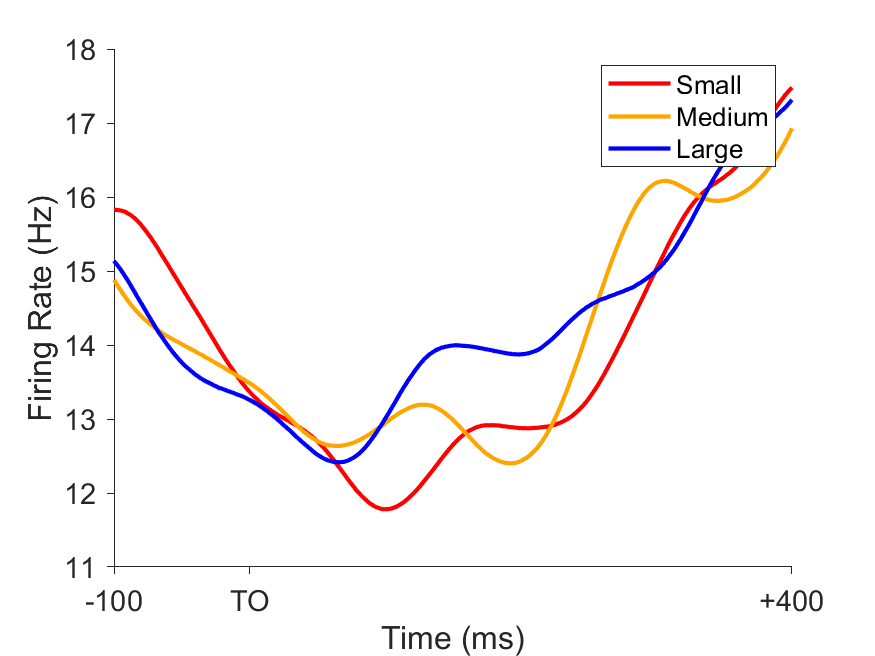 18
17
16
15
14
13
12
11
Firing Rate (Hz)
Small
Medium
Large
-100 TO +400
Time (ms)